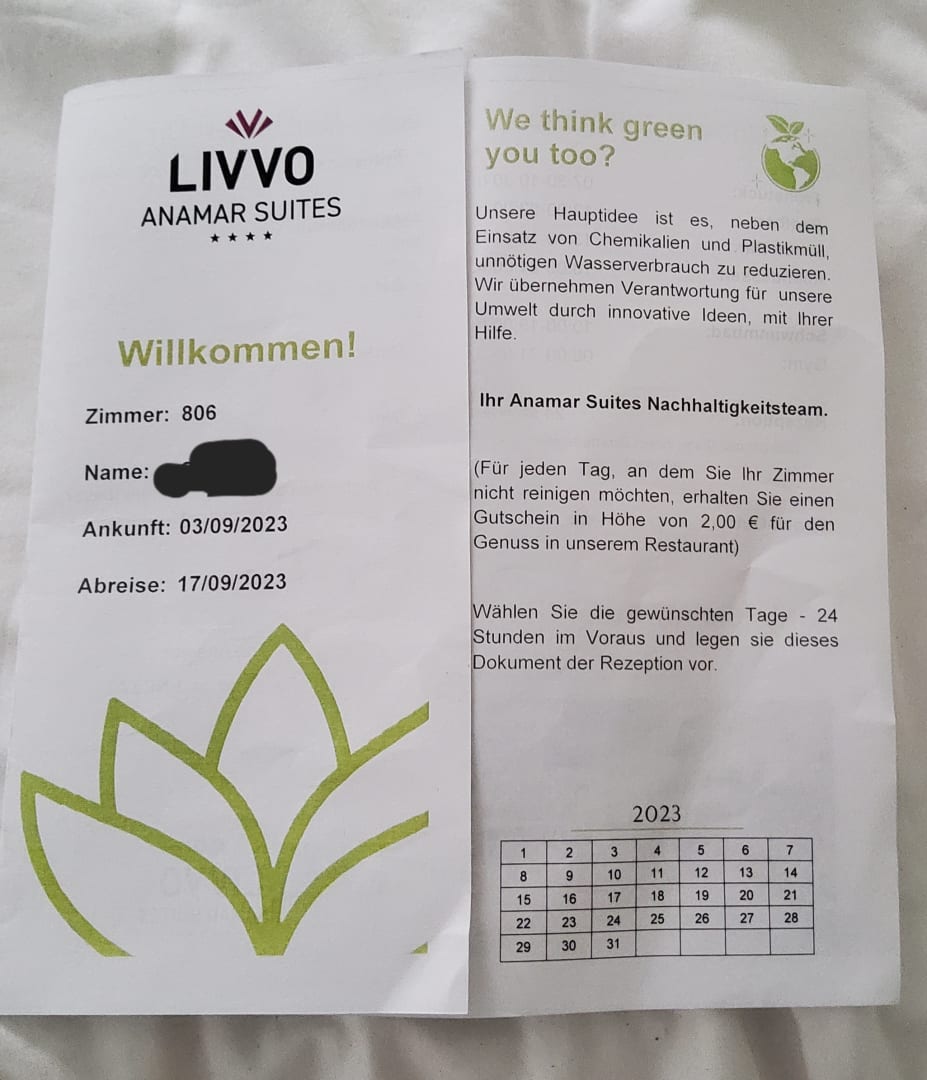 LIVVO
ANAMAR SUITES
★ ★ ★ ★
Willkommen!
Zimmer: 806
Name:
Ankunft: 03/09/2023
Abreise: 17/09/2023
We think green
you too?
Unsere Hauptidee ist es, neben dem
Einsatz von Chemikalien und Plastikmüll,
unnötigen Wasserverbrauch zu reduzieren.
Wir übernehmen Verantwortung für unsere
Umwelt durch innovative Ideen, mit Ihrer
Hilfe.
Ihr Anamar Suites Nachhaltigkeitsteam.
(Für jeden Tag, an dem Sie Ihr Zimmer
nicht reinigen möchten, erhalten Sie einen
Gutschein in Höhe von 2,00 € für den
Genuss in unserem Restaurant)
Wählen Sie die gewünschten Tage - 24
Stunden im Voraus und legen sie dieses
Dokument der Rezeption vor.
2023
1 2 3 4 5 6 7
8 9 10 11 12 13 14
15 16 17 18 19 20 21
22 23 24 25 26 27 28
29 30 31